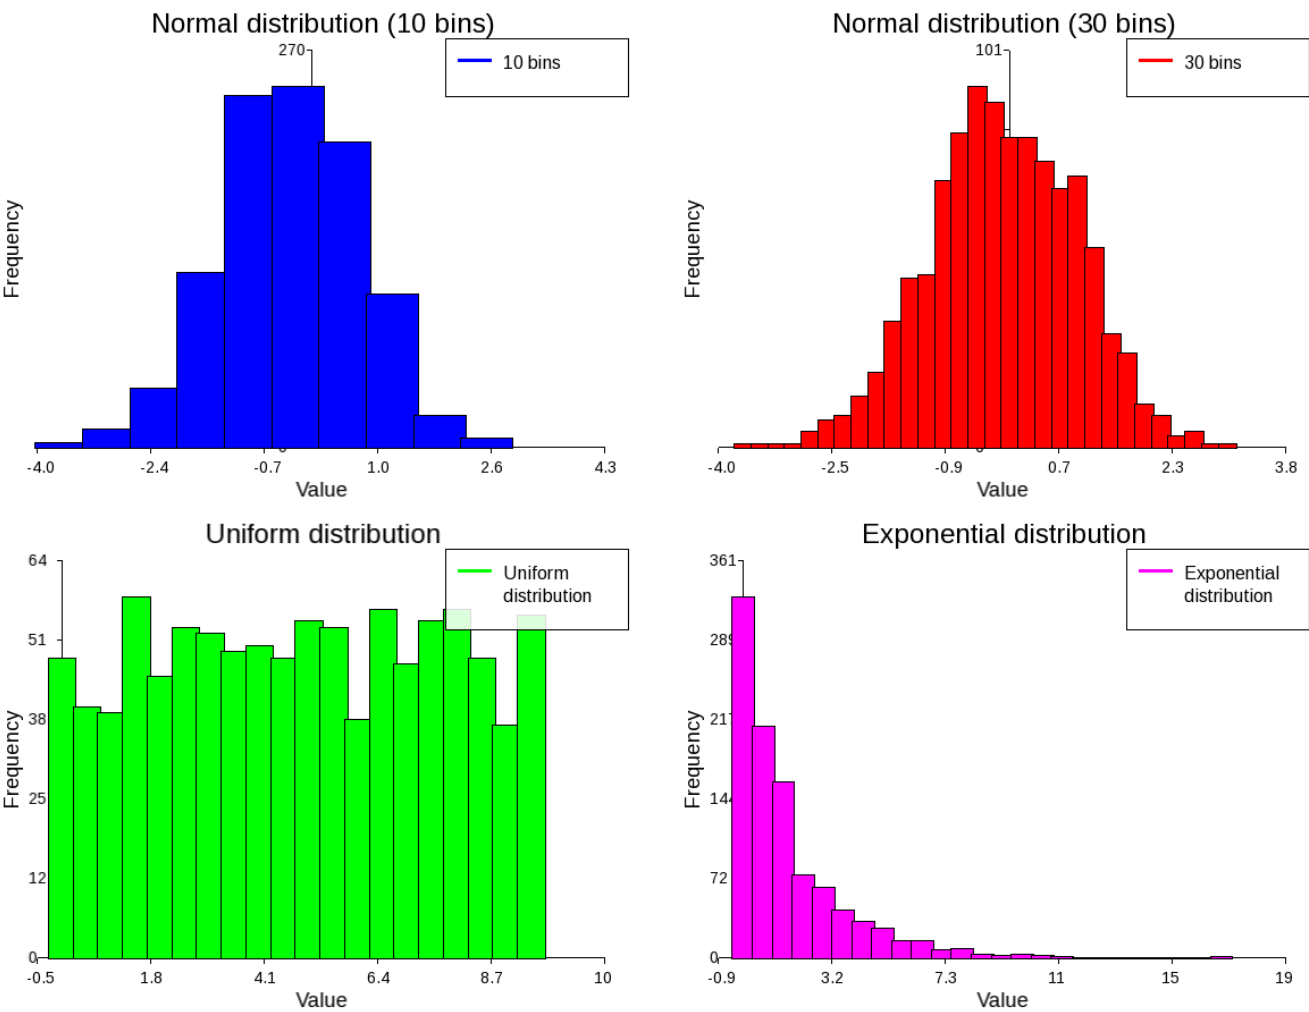 Normal distribution (10 bins)
270
10 bins
Frequency
-4.0 -2.4 -0.7 1.0 2.6 4.3
Value
Normal distribution (30 bins)
101
30 bins
Frequency
-4.0 -2.5 -0.9 0.7 2.3 3.8
Value
Uniform distribution
64
51
38
25
12
0
Uniform
distribution
Frequency
-0.5 1.8 4.1 6.4 8.7 10
Value
Exponential distribution
361
289
217
144
72
0
Exponential
distribution
Frequency
-0.9 3.2 7.3 11 15 19
Value